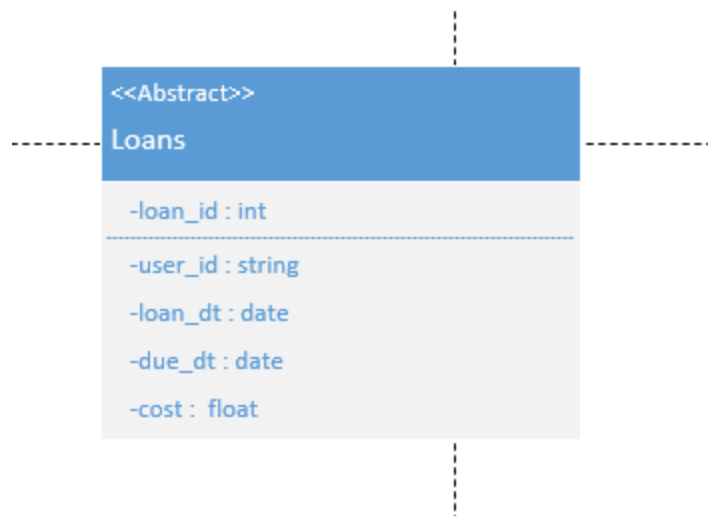 <<Abstract>>
Loans
-loan_id : int
-user_id : string
-loan_dt : date
-due_dt : date
-cost :  float